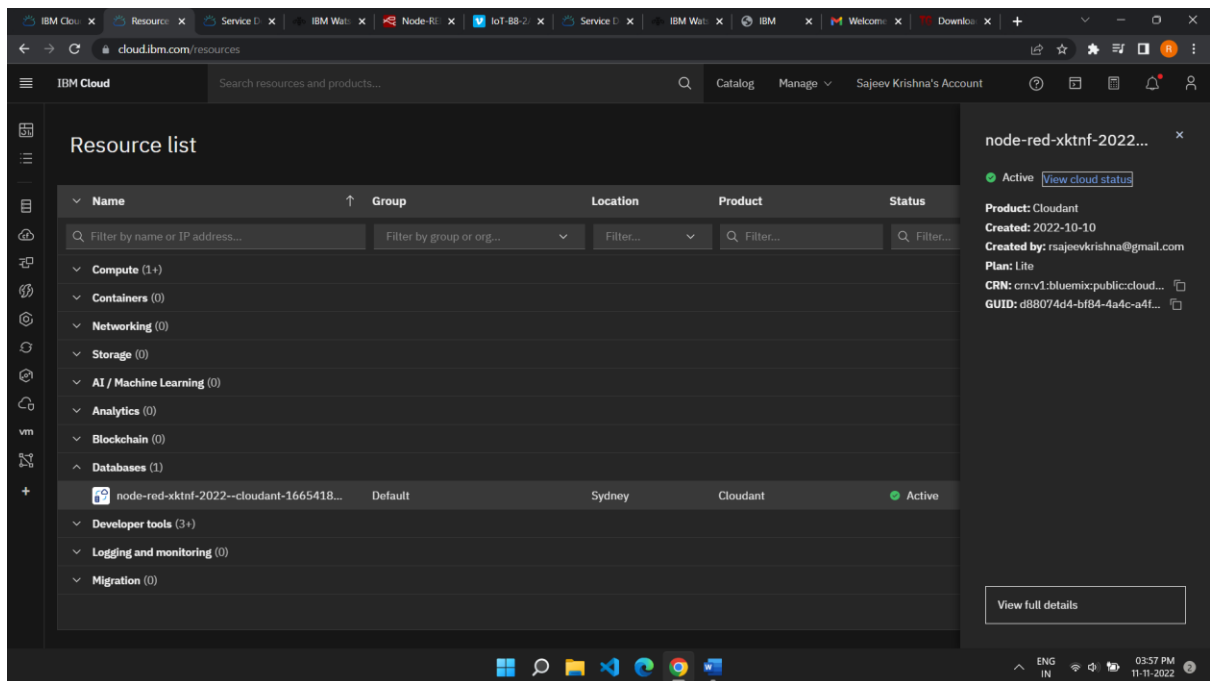 IBM Clou
Resource
Service D
IBM Wats
Node-RE
IoT-B8-2
Service D
IBM Wats
IBM
Welcome
Downloa
cloud.ibm.com/resources
R
IBM Cloud
Search resources and products...
Catalog
Manage
Sajeev Krishna's Account
Resource list
Name
Group
Location
Product
Status
Filter by name or IP address...
Filter by group or org...
Filter...
Filter...
Filter...
Compute (1+)
Containers (0)
Networking (0)
Storage (0)
AI / Machine Learning (0)
Analytics (0)
Blockchain (0)
Databases (1)
node-red-xktnf-2022--cloudant-1665418...
Default
Sydney
Cloudant
Active
Developer tools (3+)
Logging and monitoring (0)
Migration (0)
vm
node-red-xktnf-2022...
Active View cloud status
Product: Cloudant
Created: 2022-10-10
Created by: rsajeevkrishna@gmail.com
Plan: Lite
CRN: crn:v1:bluemix:public:cloud...
GUID: d88074d4-bf84-4a4c-a4f...
View full details
ENG
IN
03:57 PM
11-11-2022